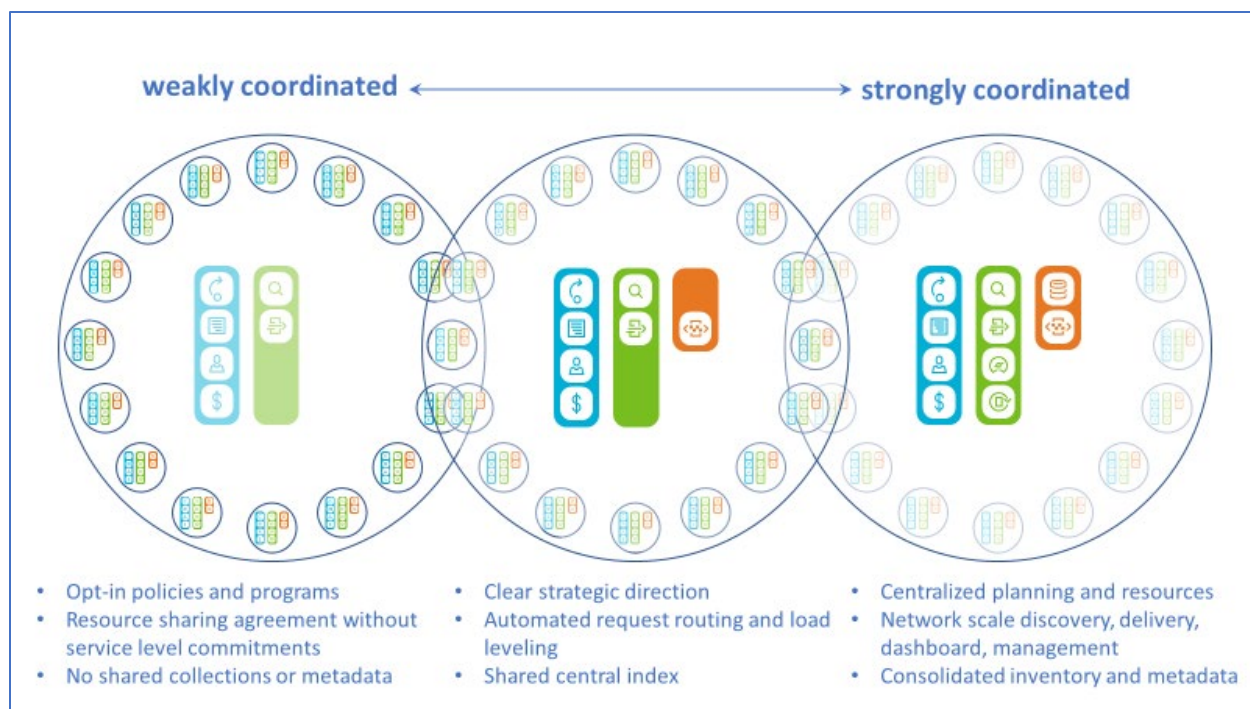 weakly coordinated
strongly coordinated
$
$
$
• Opt-in policies and programs
• Resource sharing agreement without
service level commitments
• No shared collections or metadata
• Clear strategic direction
• Automated request routing and load
leveling
• Shared central index
• Centralized planning and resources
• Network scale discovery, delivery,
dashboard, management
• Consolidated inventory and metadata